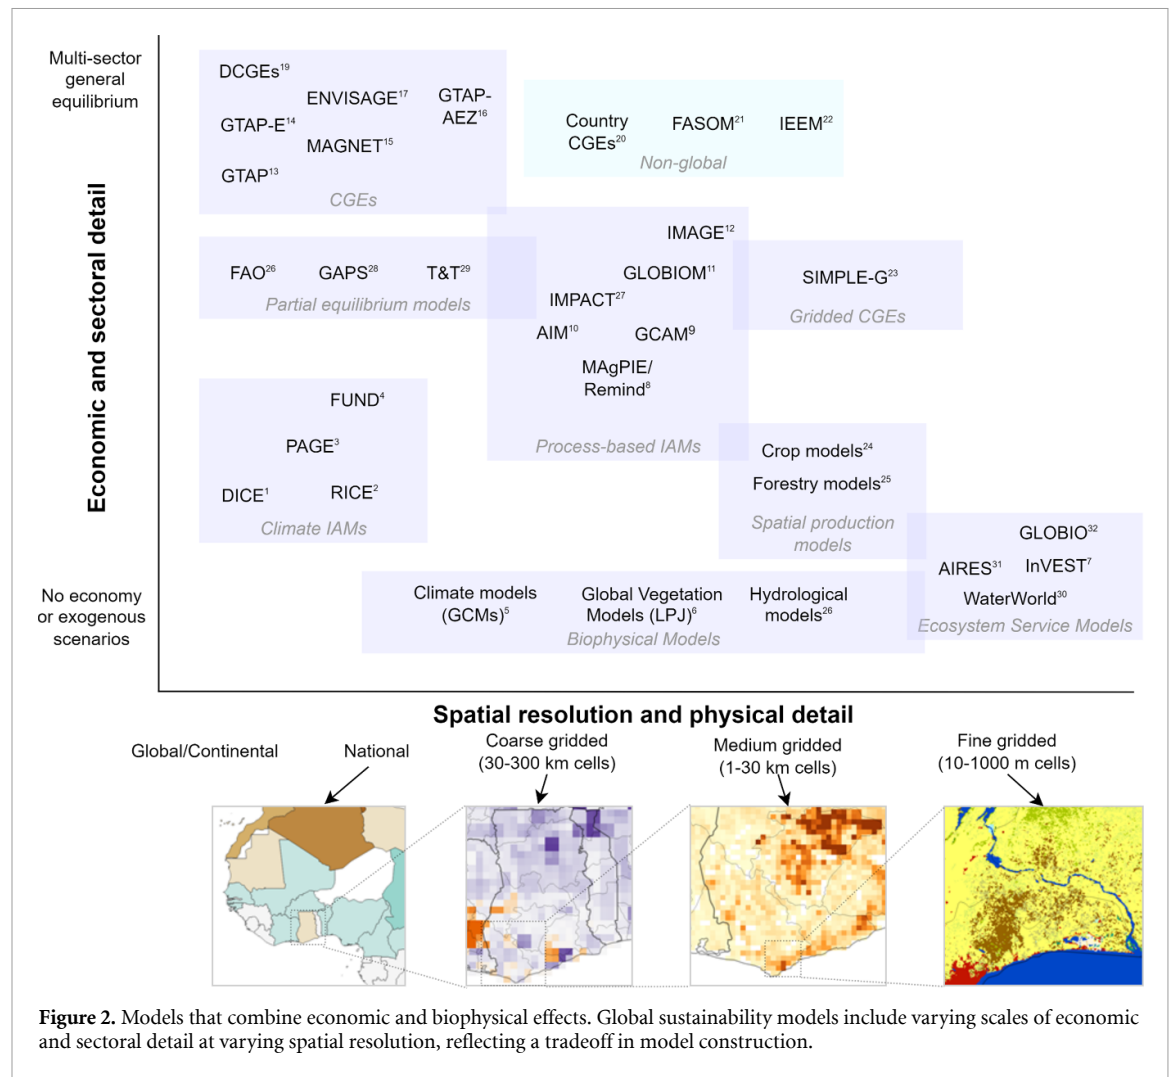 Multi-sector
general
equilibrium
Economic and sectoral detail
No economy
or exogenous
scenarios
DCGEs19
ENVISAGE17
GTAP-
AEZ16
GTAP-E14
MAGNET15
GTAP13
CGEs
Country
CGEs20
FASOM21
IEEM22
Non-global
FAO26
GAPS28
T&T29
Partial equilibrium models
IMAGE12
GLOBIOM11
IMPACT27
AIM10
GCAM9
MAgPIE/
Remind8
Process-based IAMs
SIMPLE-G23
Gridded CGEs
FUND4
PAGE3
DICE1
RICE2
Climate IAMs
Crop models24
Forestry models25
Spatial production
models
GLOBIO32
AIRES31
InVEST7
WaterWorld30
Ecosystem Service Models
Climate models
(GCMs)5
Global Vegetation
Models (LPJ)6
Hydrological
models26
Biophysical Models
Spatial resolution and physical detail
Global/Continental
National
Coarse gridded
(30-300 km cells)
Medium gridded
(1-30 km cells)
Fine gridded
(10-1000 m cells)
Figure 2. Models that combine economic and biophysical effects. Global sustainability models include varying scales of economic
and sectoral detail at varying spatial resolution, reflecting a tradeoff in model construction.